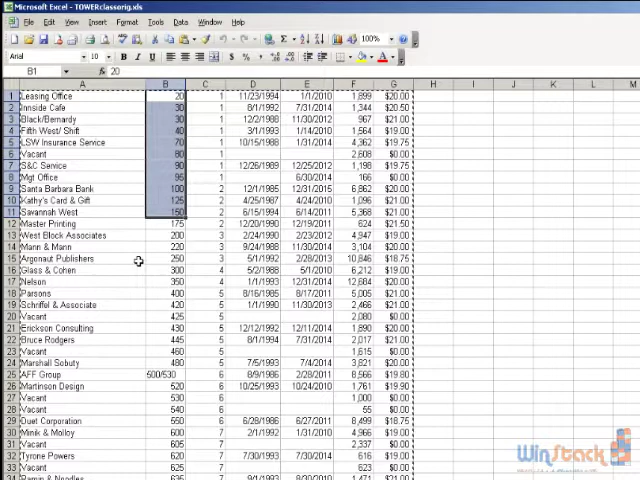 Microsoft Excel - TOWERclassorig.xls
File Edit View Insert Format Tools Data Window Help
100%
Arial 10 B I U $ %
B1 20
A B C D E F G H I J K L M
1 Leasing Office 20 1 11/23/1994 1/1/2010 1,899 $20.00
2 Innside Cafe 30 1 8/1/1992 7/31/2014 1,344 $20.50
3 Black/Bernardy 30 1 12/2/1988 11/30/2012 967 $21.00
4 Fifth West/ Shift 40 1 3/1/1993 1/14/2010 1,564 $19.00
5 LSW Insurance Service 70 1 10/15/1988 1/31/2010 4,362 $19.75
6 Vacant 80 1 2,608 $0.00
7 S&C Service 90 1 12/26/1989 12/25/2012 1,198 $19.75
8 Mgt Office 95 1 6/30/2014 166 $0.00
9 Santa Barbara Bank 100 2 12/1/1985 12/31/2015 6,862 $20.00
10 Kathy's Card & Gift 125 2 4/25/1987 4/24/2010 1,096 $21.00
11 Savannah West 150 2 6/15/1994 6/14/2011 5,368 $21.00
12 Master Printing 175 2 12/20/1990 12/19/2011 624 $21.50
13 West Block Associates 200 3 2/24/1990 2/23/2012 4,947 $19.00
14 Mann & Mann 220 3 9/24/1988 11/30/2013 3,104 $20.00
15 Argonaut Publishers 250 3 5/1/1992 2/28/2013 10,846 $18.75
16 Glass & Cohen 300 4 5/2/1988 10/31/2011 6,212 $19.00
17 Nelson 350 4 1/1/1993 12/31/2014 12,684 $20.00
18 Parsons 400 5 8/16/1985 8/17/2011 5,005 $21.00
19 Schriffel & Associate 420 5 1/1/1990 11/30/2013 2,466 $21.00
20 Vacant 425 5 2,080 $0.00
21 Erickson Consulting 430 5 12/12/1992 12/11/2014 1,890 $20.00
22 Bruce Rodgers 445 5 8/1/1994 7/31/2014 2,017 $21.00
23 Vacant 460 5 1,615 $0.00
24 Marshall Sobuty 480 5 7/5/1993 7/4/2014 3,821 $20.00
25 AFF Group 500/530 6 8/9/1986 2/28/2011 8,566 $19.00
26 Martinson Design 520 6 10/25/1993 10/24/2010 1,761 $19.90
27 Vacant 530 6 1,000 $0.00
28 Vacant 540 6 55 $0.00
29 Duet Corporation 550 6 6/28/1986 6/27/2011 8,499 $18.75
30 Minik & Molloy 600 7 2/1/1992 1/31/2010 4,966 $19.00
31 Vacant 605 7 2,337 $0.00
32 Tyrone Powers 620 7 7/30/1993 7/30/2012 616 $19.00
33 Vacant 625 7 623 $0.00
34 635 7 9/1/1993 $21.00
WinStack